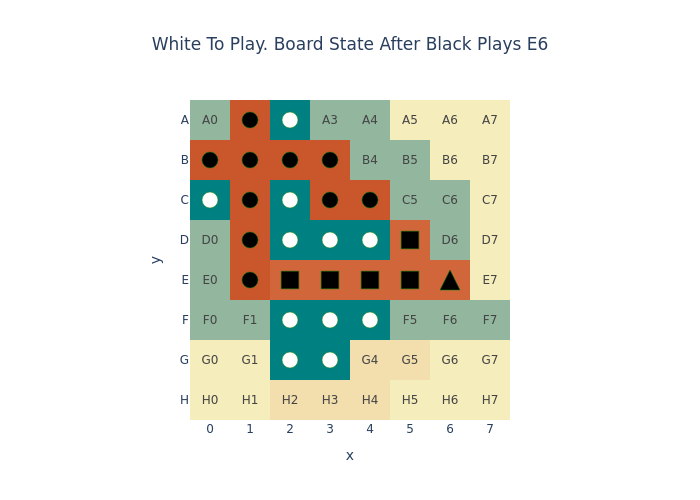 White To Play. Board State After Black Plays E6
A A0 A3 A4 A5 A6 A7
B B4 B5 B6 B7
C C5 C6 C7
D D0 D6 D7
y
E E0 E7
F F0 F1 F5 F6 F7
G G0 G1 G4 G5 G6 G7
H H0 H1 H2 H3 H4 H5 H6 H7
0 1 2 3 4 5 6 7
x